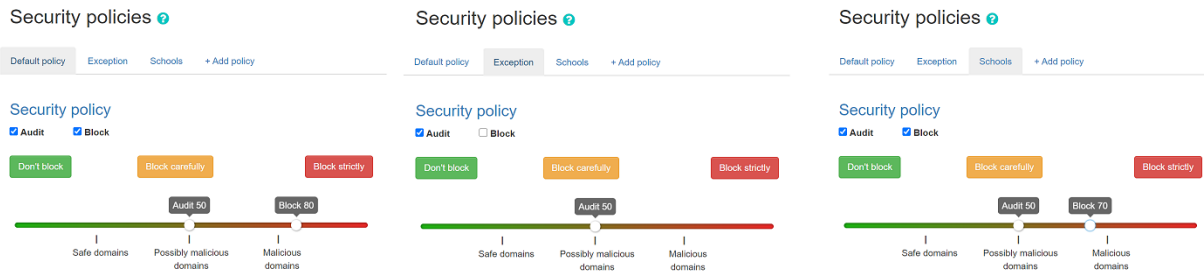 Security policies ?
Default policy Exception Schools + Add policy
Security policy
Audit Block
Don't block Block carefully Block strictly
Audit 50 Block 80
Safe domains Possibly malicious domains Malicious domains
Security policies ?
Default policy Exception Schools + Add policy
Security policy
Audit Block
Don't block Block carefully Block strictly
Audit 50
Safe domains Possibly malicious domains Malicious domains
Security policies ?
Default policy Exception Schools + Add policy
Security policy
Audit Block
Don't block Block carefully Block strictly
Audit 50 Block 70
Safe domains Possibly malicious domains Malicious domains